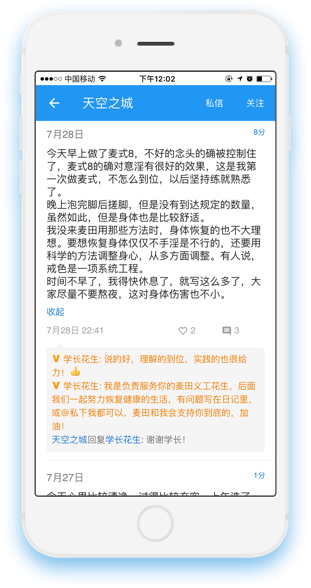 中国移动 下午12:02
天空之城 私信 关注
7月28日 8分
今天早上做了麦式8，不好的念头的确被控制住
了，麦式8的确对意淫有很好的效果，这是我第
一次做麦式，不怎么到位，以后坚持练就熟悉
了。
晚上泡完脚后搓脚，但是没有到达规定的数量，
虽然如此，但是身体也是比较舒适。
我没来麦田用那些方法时，身体恢复的也不大理
想。要想恢复身体仅仅不手淫是不行的，还要用
科学的方法调整身心，从多方面调整。有人说，
戒色是一项系统工程。
时间不早了，我得快休息了，就写这么多了，大
家尽量不要熬夜，这对身体伤害也不小。
收起
7月28日 22:41 2 3
V 学长花生: 说的好，理解的到位，实践的也很给
力！👍
V 学长花生: 我是负责服务你的麦田义工花生，后面
我们一起努力恢复健康的生活，有问题写在日记里，
或@私下我都可以，麦田和我会支持你到底的，加
油！
天空之城回复学长花生: 谢谢学长！
7月27日 1分